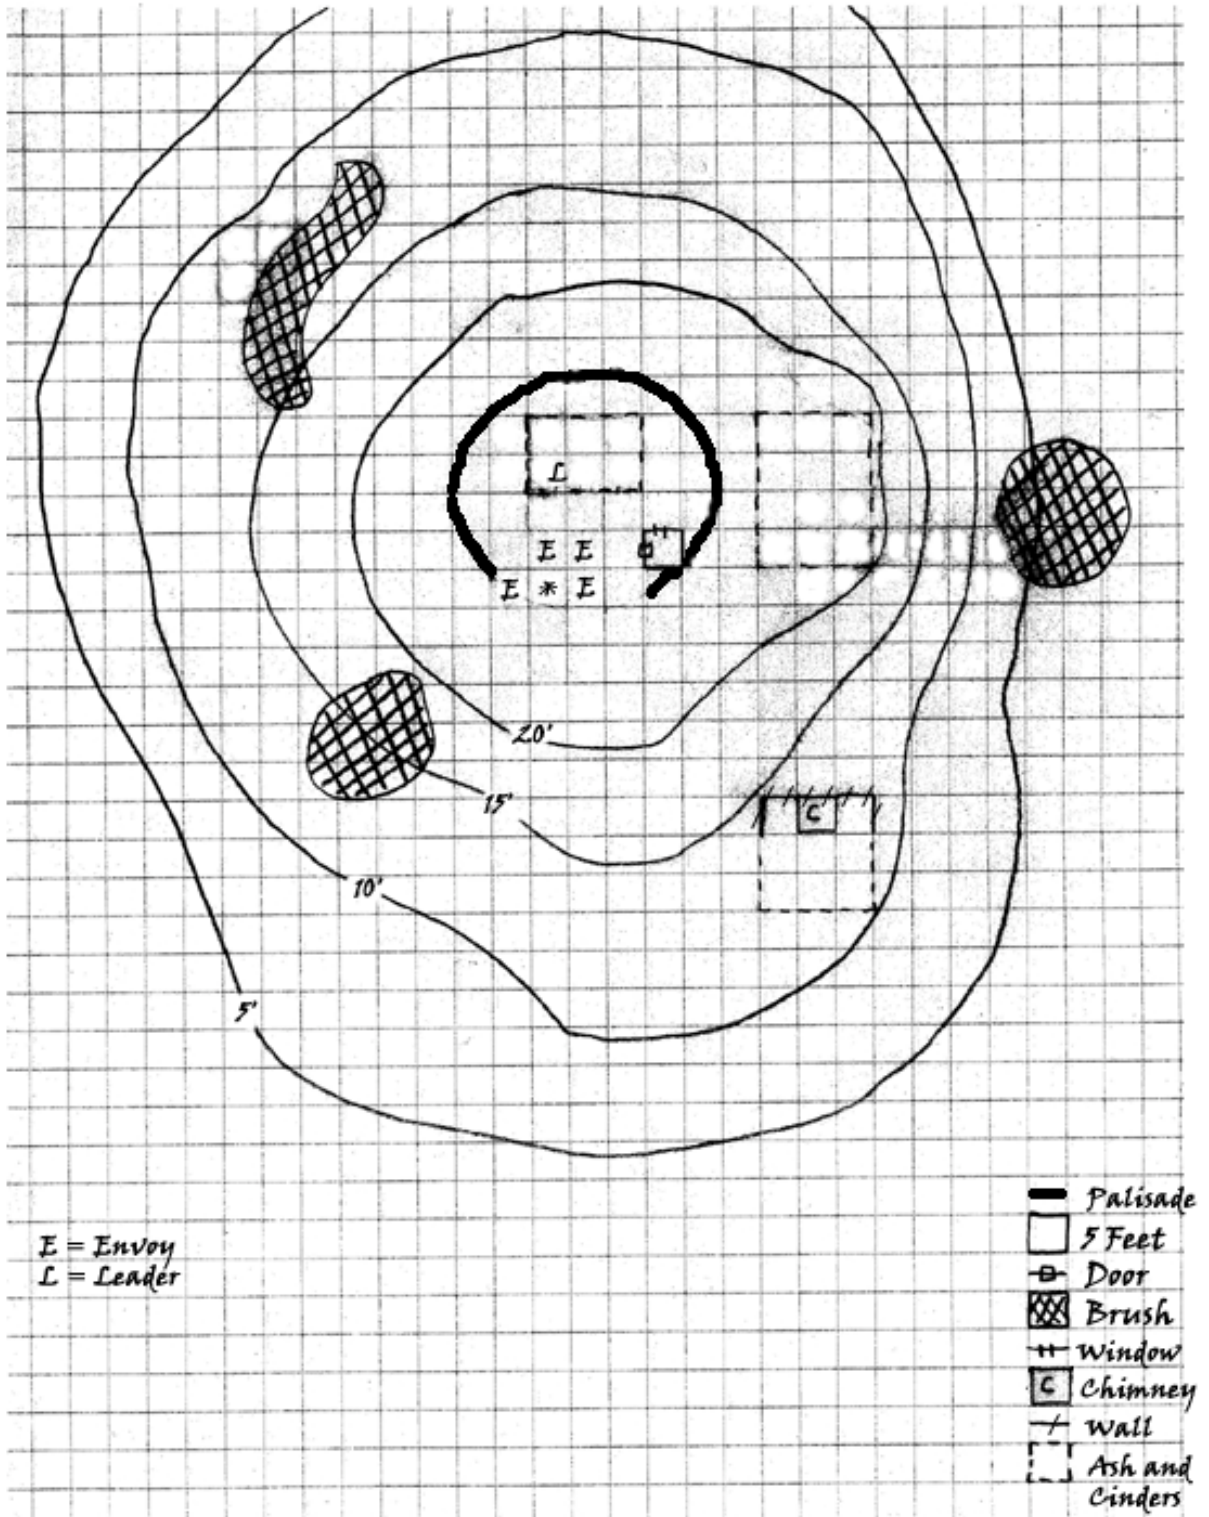 L
E E
E * E
20'
15'
C
10'
5'
E = Envoy
L = Leader
Palisade
5 Feet
Door
Brush
Window
C Chimney
Wall
Ash and
Cinders